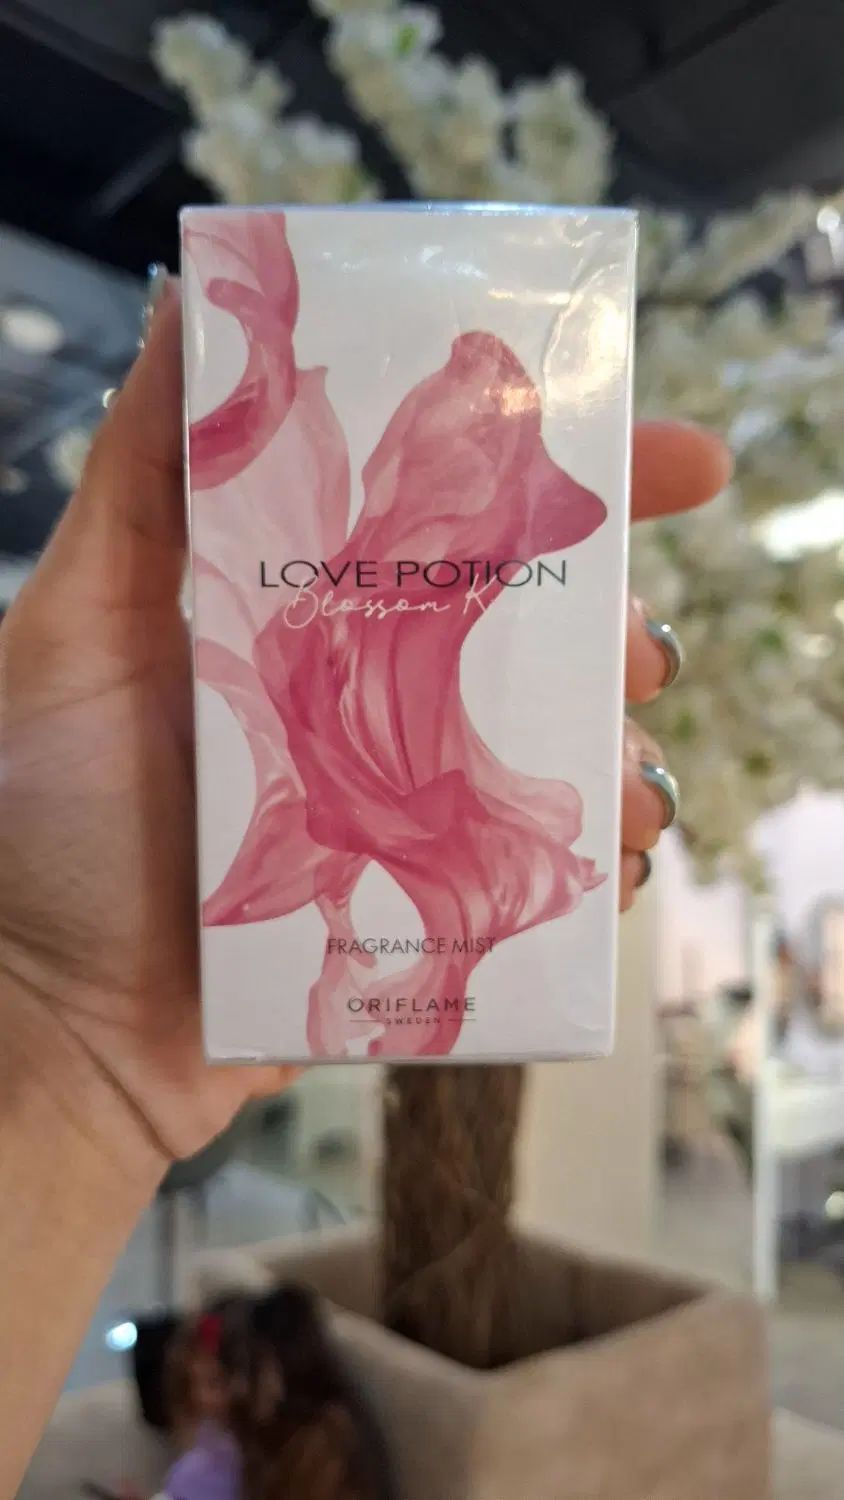 LOVE POTION
Blossom K
FRAGRANCE MIST
ORIFLAME
SWEDEN